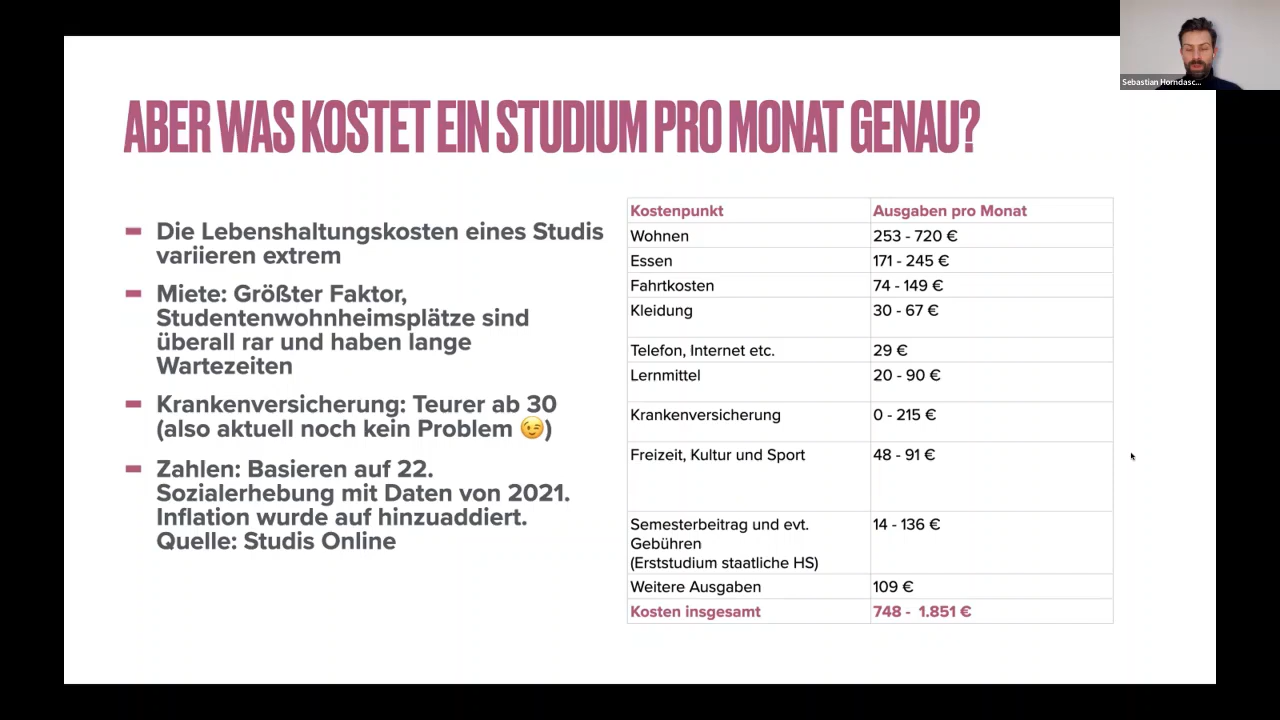 Sebastian Horndasc...
ABER WAS KOSTET EIN STUDIUM PRO MONAT GENAU?
Die Lebenshaltungskosten eines Studis
variieren extrem
Miete: Größter Faktor,
Studentenwohnheimsplätze sind
überall rar und haben lange
Wartezeiten
Krankenversicherung: Teurer ab 30
(also aktuell noch kein Problem 😉)
Zahlen: Basieren auf 22.
Sozialerhebung mit Daten von 2021.
Inflation wurde auf hinzuaddiert.
Quelle: Studis Online
Kostenpunkt Ausgaben pro Monat
Wohnen 253 - 720 €
Essen 171 - 245 €
Fahrtkosten 74 - 149 €
Kleidung 30 - 67 €
Telefon, Internet etc. 29 €
Lernmittel 20 - 90 €
Krankenversicherung 0 - 215 €
Freizeit, Kultur und Sport 48 - 91 €
Semesterbeitrag und evt. 14 - 136 €
Gebühren
(Erststudium staatliche HS)
Weitere Ausgaben 109 €
Kosten insgesamt 748 - 1.851 €